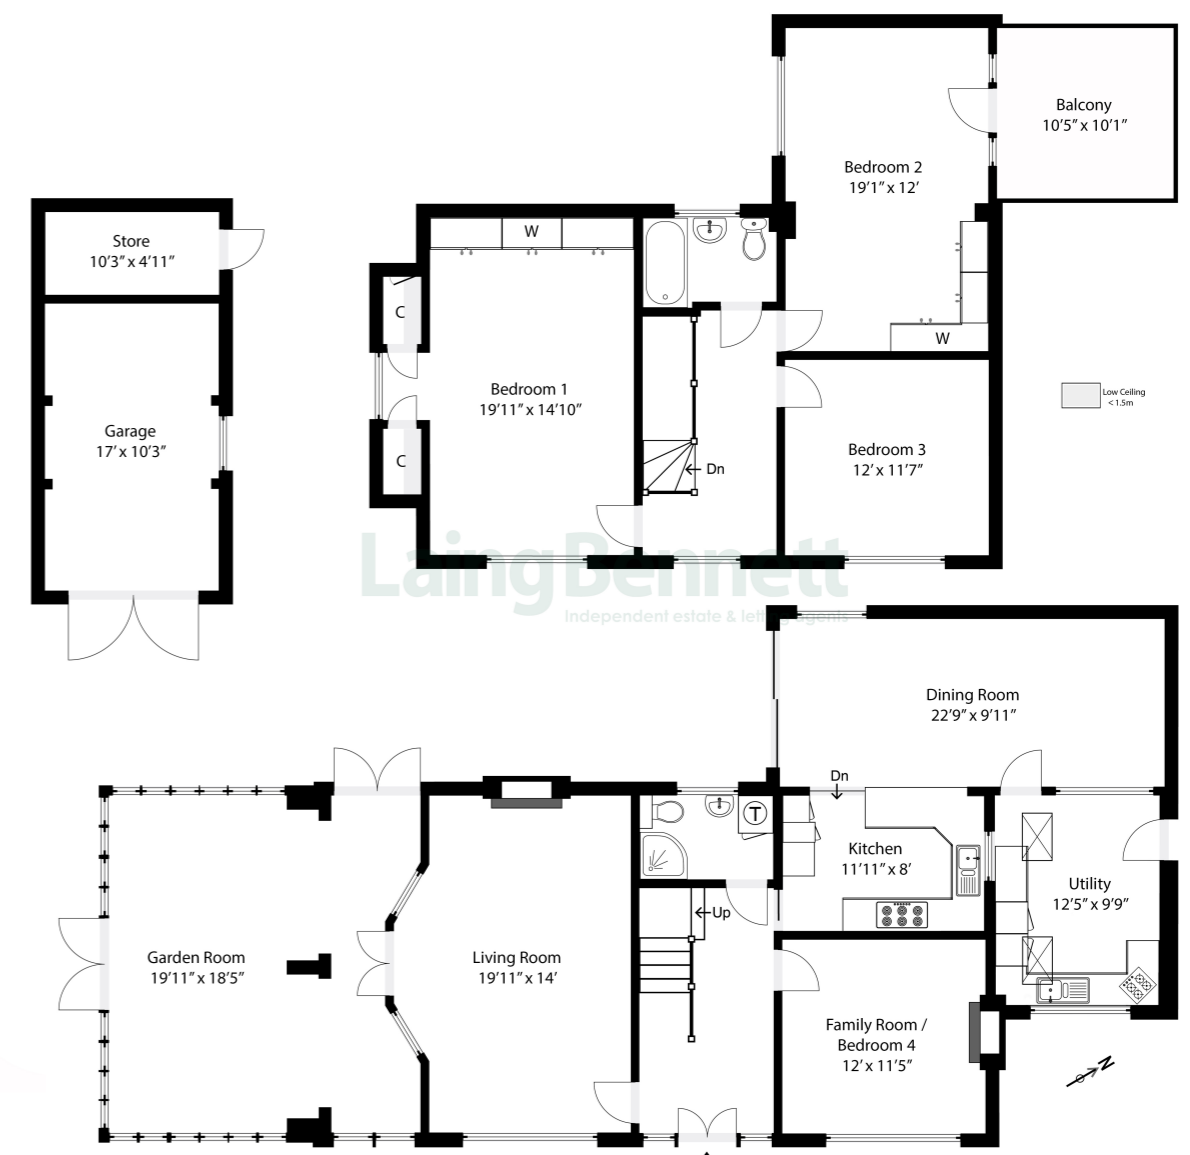 Balcony
10'5" x 10'1"
Bedroom 2
19'1" x 12'
W
Store
10'3" x 4'11"
C
Bedroom 1
19'11" x 14'10"
W
Low Ceiling
< 1.5m
Garage
17' x 10'3"
C
Dn
Bedroom 3
12' x 11'7"
Laing Bennett
Independent estate & letting agents
Dining Room
22'9" x 9'11"
Dn
T
Kitchen
11'11" x 8'
Utility
12'5" x 9'9"
Up
Garden Room
19'11" x 18'5"
Living Room
19'11" x 14'
Family Room /
Bedroom 4
12' x 11'5"
N